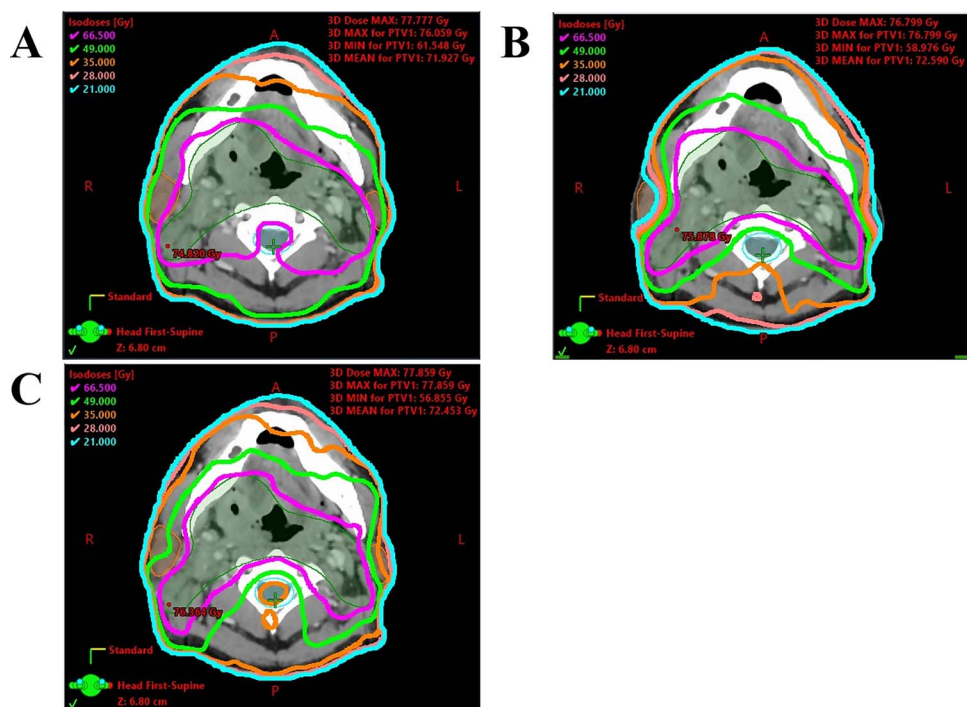 A
Isodoses [Gy]
✔ 66.500
✔ 49.000
✔ 35.000
✔ 28.000
✔ 21.000
3D Dose MAX: 77.777 Gy
3D MAX for PTV1: 76.059 Gy
3D MIN for PTV1: 61.548 Gy
3D MEAN for PTV1: 71.927 Gy
A
R
L
74.820 Gy
Standard
Head First-Supine
Z: 6.80 cm
P
B
Isodoses [Gy]
✔ 66.500
✔ 49.000
✔ 35.000
✔ 28.000
✔ 21.000
3D Dose MAX: 76.799 Gy
3D MAX for PTV1: 76.799 Gy
3D MIN for PTV1: 58.976 Gy
3D MEAN for PTV1: 72.590 Gy
A
R
L
75.878 Gy
Standard
Head First-Supine
Z: 6.80 cm
P
C
Isodoses [Gy]
✔ 66.500
✔ 49.000
✔ 35.000
✔ 28.000
✔ 21.000
3D Dose MAX: 77.859 Gy
3D MAX for PTV1: 77.859 Gy
3D MIN for PTV1: 56.855 Gy
3D MEAN for PTV1: 72.453 Gy
A
R
L
76.364 Gy
Standard
Head First-Supine
Z: 6.80 cm
P